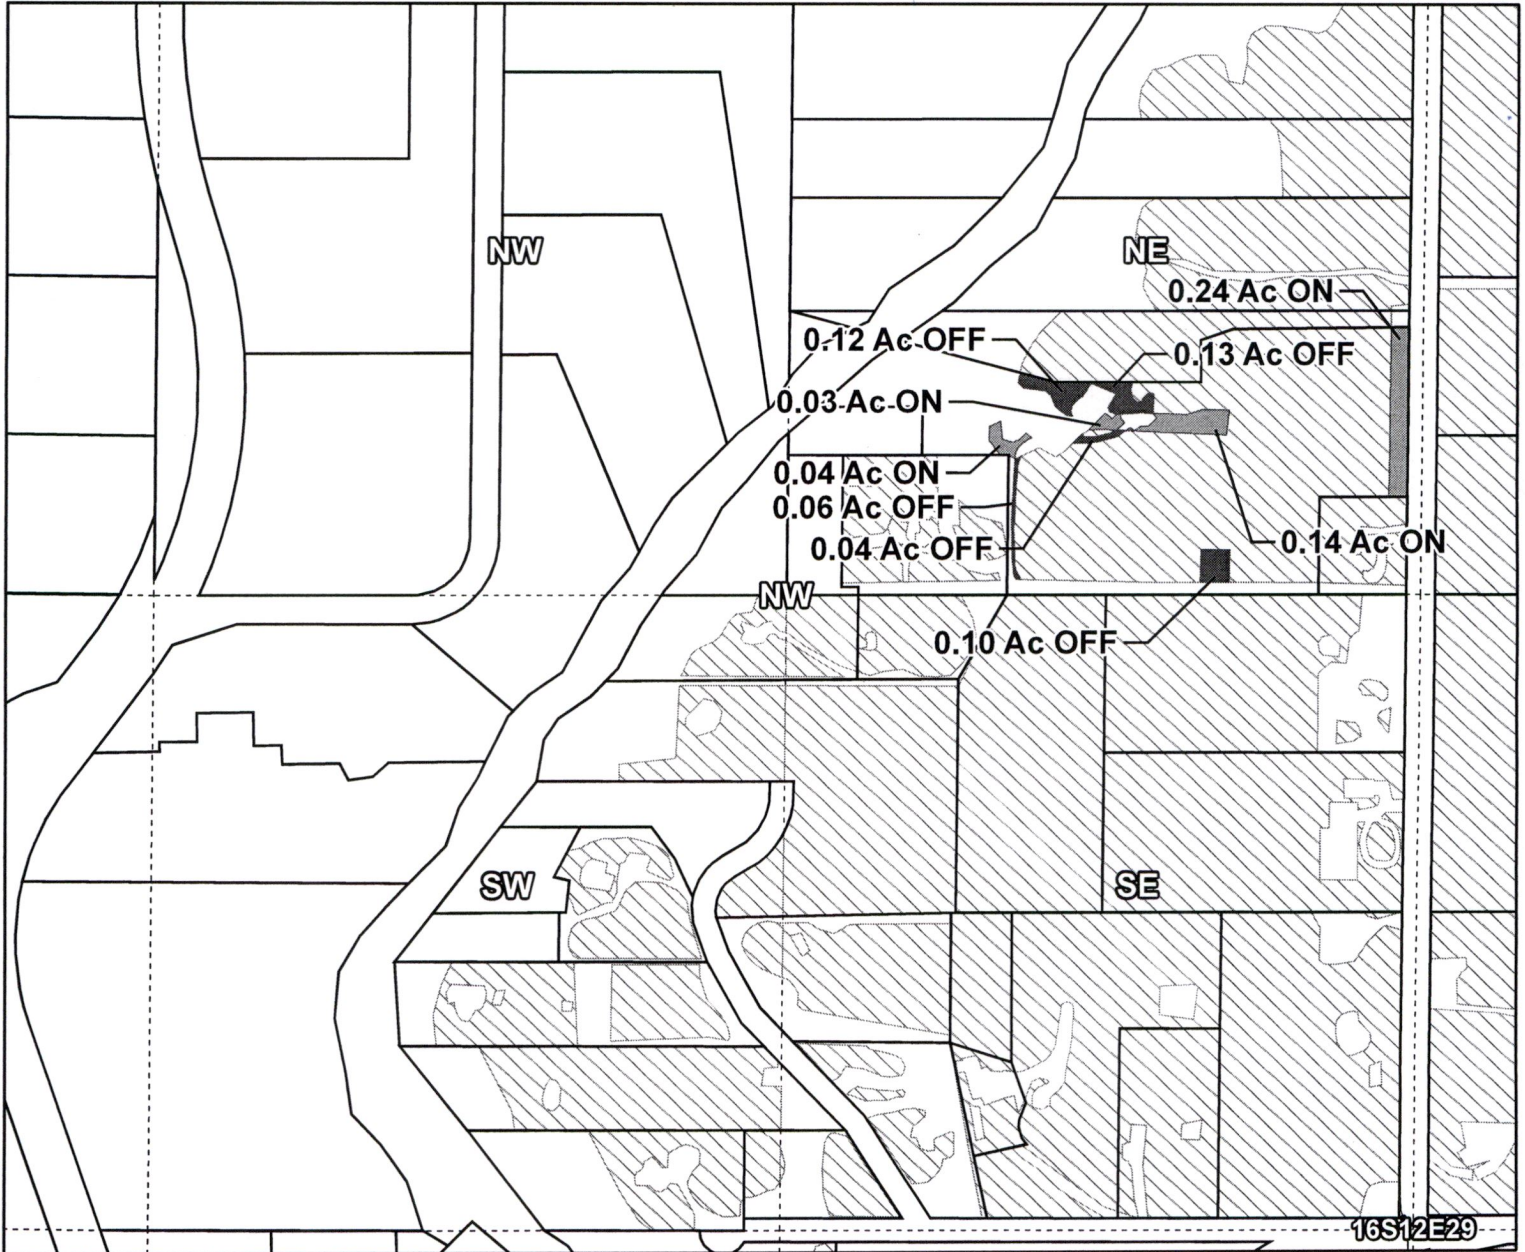 NW
NE
0.24 Ac ON
0.12 Ac OFF
0.13 Ac OFF
0.03 Ac ON
0.04 Ac ON
0.06 Ac OFF
0.04 Ac OFF
0.14 Ac ON
NW
0.10 Ac OFF
SW
SE
16S12E29